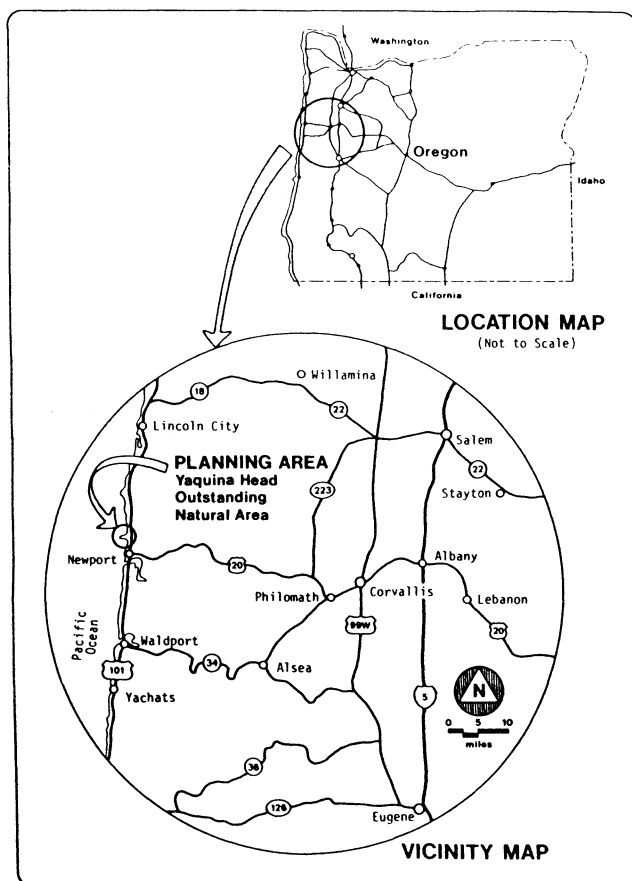 Washington
Oregon
Idaho
California
LOCATION MAP
(Not to Scale)
Willamina
18
22
Lincoln City
Salem
PLANNING AREA
Yaquina Head
Outstanding
Natural Area
223
22
Stayton
Newport
20
Albany
Philomath
Corvallis
Lebanon
99W
20
Pacific
Ocean
Waldport
101
34
Alsea
Yachats
5
N
0 5 10
miles
36
126
Eugene
VICINITY MAP